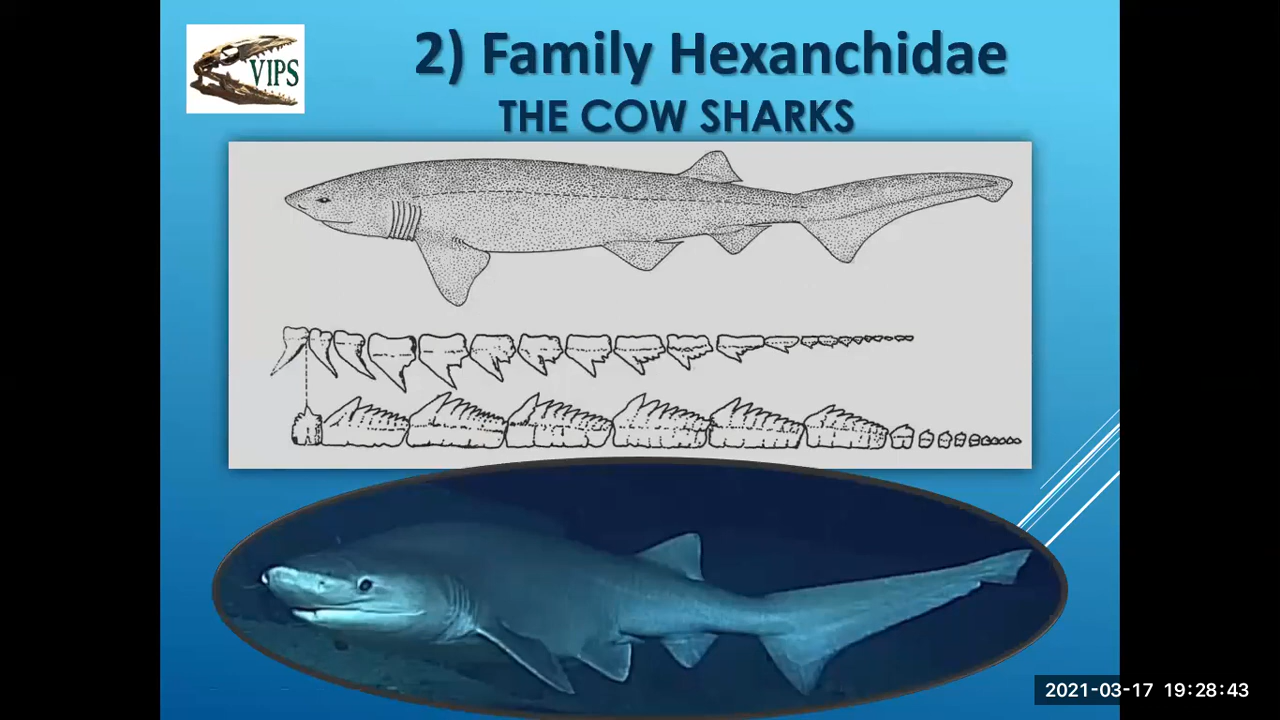 VIPS
2) Family Hexanchidae
THE COW SHARKS
2021-03-17 19:28:43